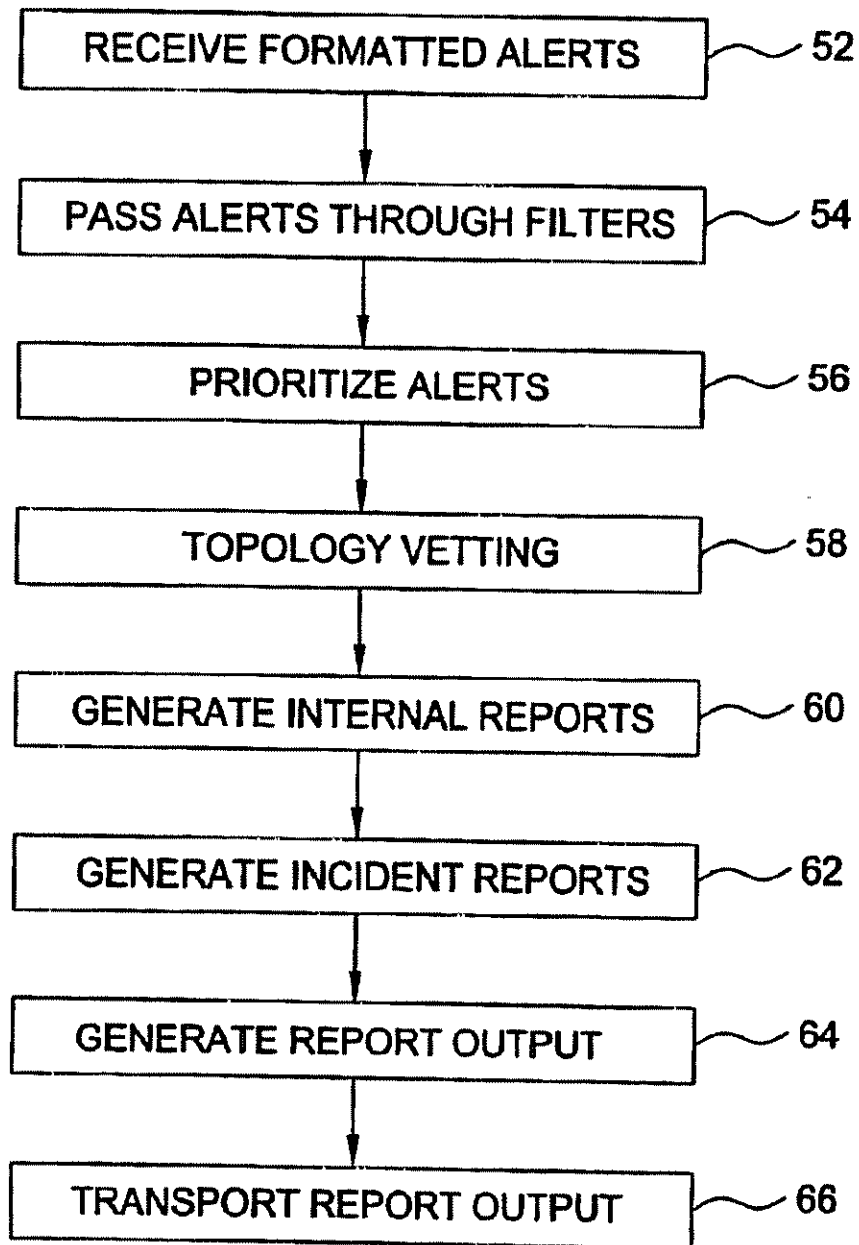 RECEIVE FORMATTED ALERTS 52
PASS ALERTS THROUGH FILTERS 54
PRIORITIZE ALERTS 56
TOPOLOGY VETTING 58
GENERATE INTERNAL REPORTS 60
GENERATE INCIDENT REPORTS 62
GENERATE REPORT OUTPUT 64
TRANSPORT REPORT OUTPUT 66